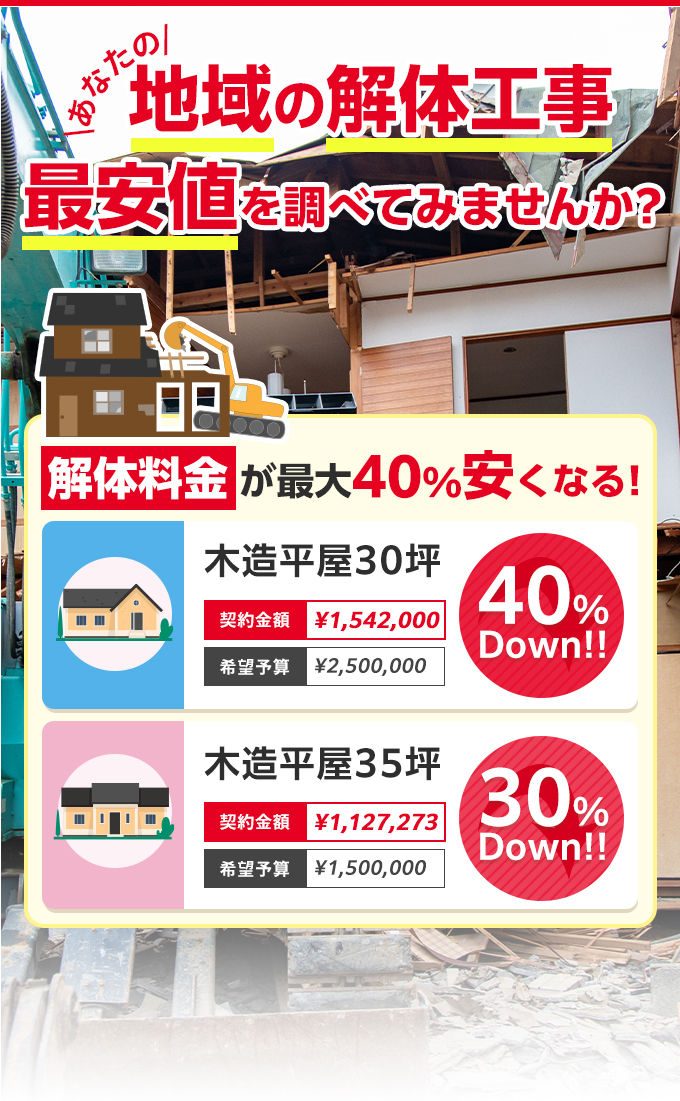 あなたの
地域の解体工事
最安値を調べてみませんか?
解体料金が最大40%安くなる!
木造平屋30坪
契約金額 ¥1,542,000
希望予算 ¥2,500,000
40%
Down!!
木造平屋35坪
契約金額 ¥1,127,273
希望予算 ¥1,500,000
30%
Down!!